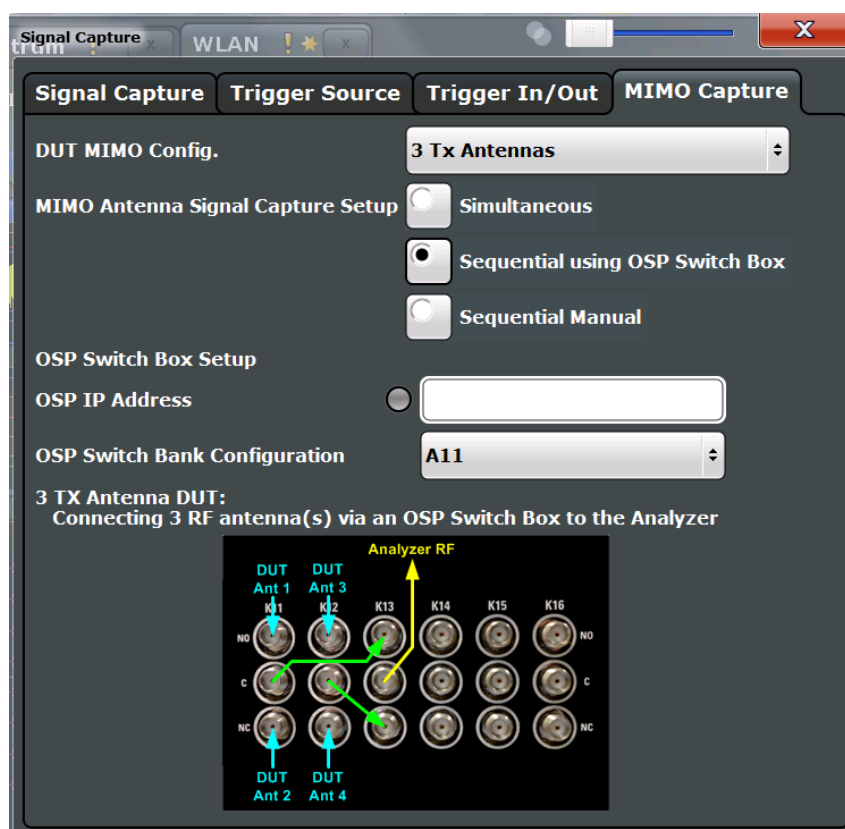 Signal Capture
WLAN
Signal Capture
Trigger Source
Trigger In/Out
MIMO Capture
DUT MIMO Config.
3 Tx Antennas
MIMO Antenna Signal Capture Setup
Simultaneous
Sequential using OSP Switch Box
Sequential Manual
OSP Switch Box Setup
OSP IP Address
OSP Switch Bank Configuration
A11
3 TX Antenna DUT:
Connecting 3 RF antenna(s) via an OSP Switch Box to the Analyzer
Analyzer RF
DUT Ant 1
DUT Ant 3
K11 K12 K13 K14 K15 K16
NO NO
C C
NC NC
DUT Ant 2
DUT Ant 4